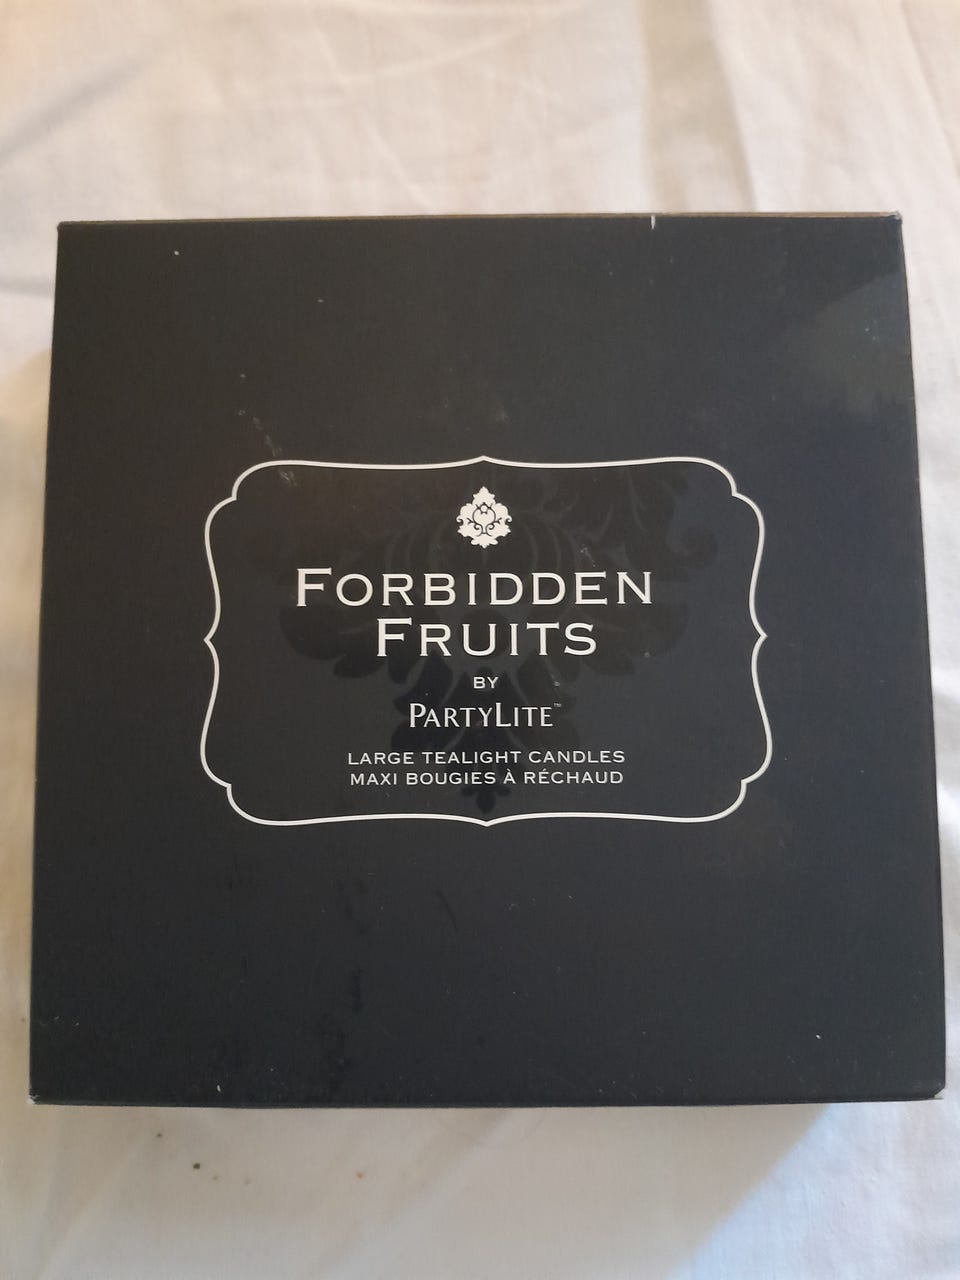 FORBIDDEN
FRUITS
BY
PARTYLITE™
LARGE TEALIGHT CANDLES
MAXI BOUGIES À RÉCHAUD